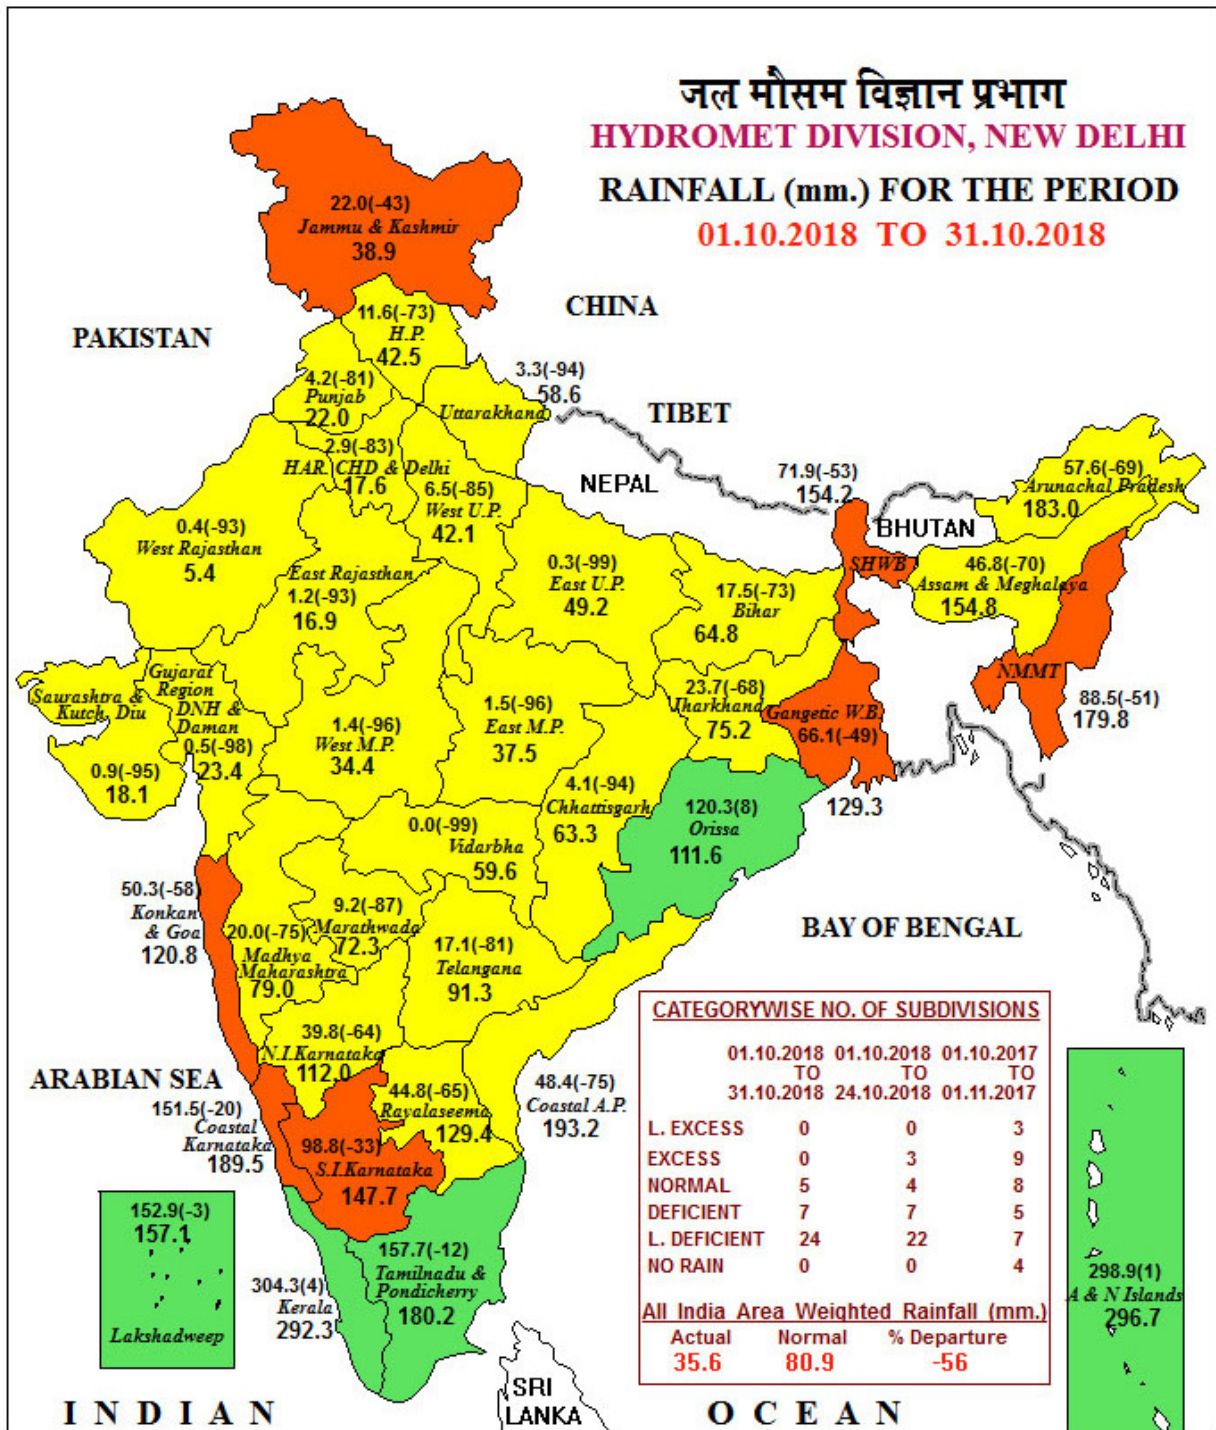 जल मौसम विज्ञान प्रभाग
HYDROMET DIVISION, NEW DELHI
RAINFALL (mm.) FOR THE PERIOD
01.10.2018 TO 31.10.2018
22.0(-43)
Jammu & Kashmir
38.9
CHINA
PAKISTAN
11.6(-73)
H.P.
42.5
4.2(-81)
Punjab
22.0
3.3(-94)
58.6
Uttarakhand
TIBET
2.9(-83)
HAR. CHD & Delhi
17.6
NEPAL
6.5(-85)
West U.P.
42.1
71.9(-53)
154.2
SHWB
BHUTAN
57.6(-69)
Arunachal Pradesh
183.0
0.4(-93)
West Rajasthan
5.4
East Rajasthan
1.2(-93)
16.9
0.3(-99)
East U.P.
49.2
17.5(-73)
Bihar
64.8
46.8(-70)
Assam & Meghalaya
154.8
NMMT
88.5(-51)
179.8
Saurashtra &
Kutch, Diu
0.9(-95)
18.1
Gujarat
Region
DNH &
Daman
0.5(-98)
23.4
1.4(-96)
West M.P.
34.4
1.5(-96)
East M.P.
37.5
23.7(-68)
Jharkhand
75.2
Gangetic W.B.
66.1(-49)
129.3
4.1(-94)
Chhattisgarh
63.3
120.3(8)
Orissa
111.6
0.0(-99)
Vidarbha
59.6
50.3(-58)
Konkan
& Goa
120.8
20.0(-75)
Madhya
Maharashtra
79.0
9.2(-87)
Marathwada
72.3
17.1(-81)
Telangana
91.3
BAY OF BENGAL
39.8(-64)
N.I.Karnataka
112.0
ARABIAN SEA
151.5(-20)
Coastal
Karnataka
189.5
44.8(-65)
Rayalaseema
129.4
48.4(-75)
Coastal A.P.
193.2
98.8(-33)
S.I.Karnataka
147.7
152.9(-3)
157.1
Lakshadweep
304.3(4)
Kerala
292.3
157.7(-12)
Tamilnadu &
Pondicherry
180.2
298.9(1)
A & N Islands
296.7
CATEGORYWISE NO. OF SUBDIVISIONS
01.10.2018 01.10.2018 01.10.2017
TO TO TO
31.10.2018 24.10.2018 01.11.2017
L. EXCESS 0 0 3
EXCESS 0 3 9
NORMAL 5 4 8
DEFICIENT 7 7 5
L. DEFICIENT 24 22 7
NO RAIN 0 0 4
All India Area Weighted Rainfall (mm.)
Actual Normal % Departure
35.6 80.9 -56
SRI
LANKA
INDIAN OCEAN